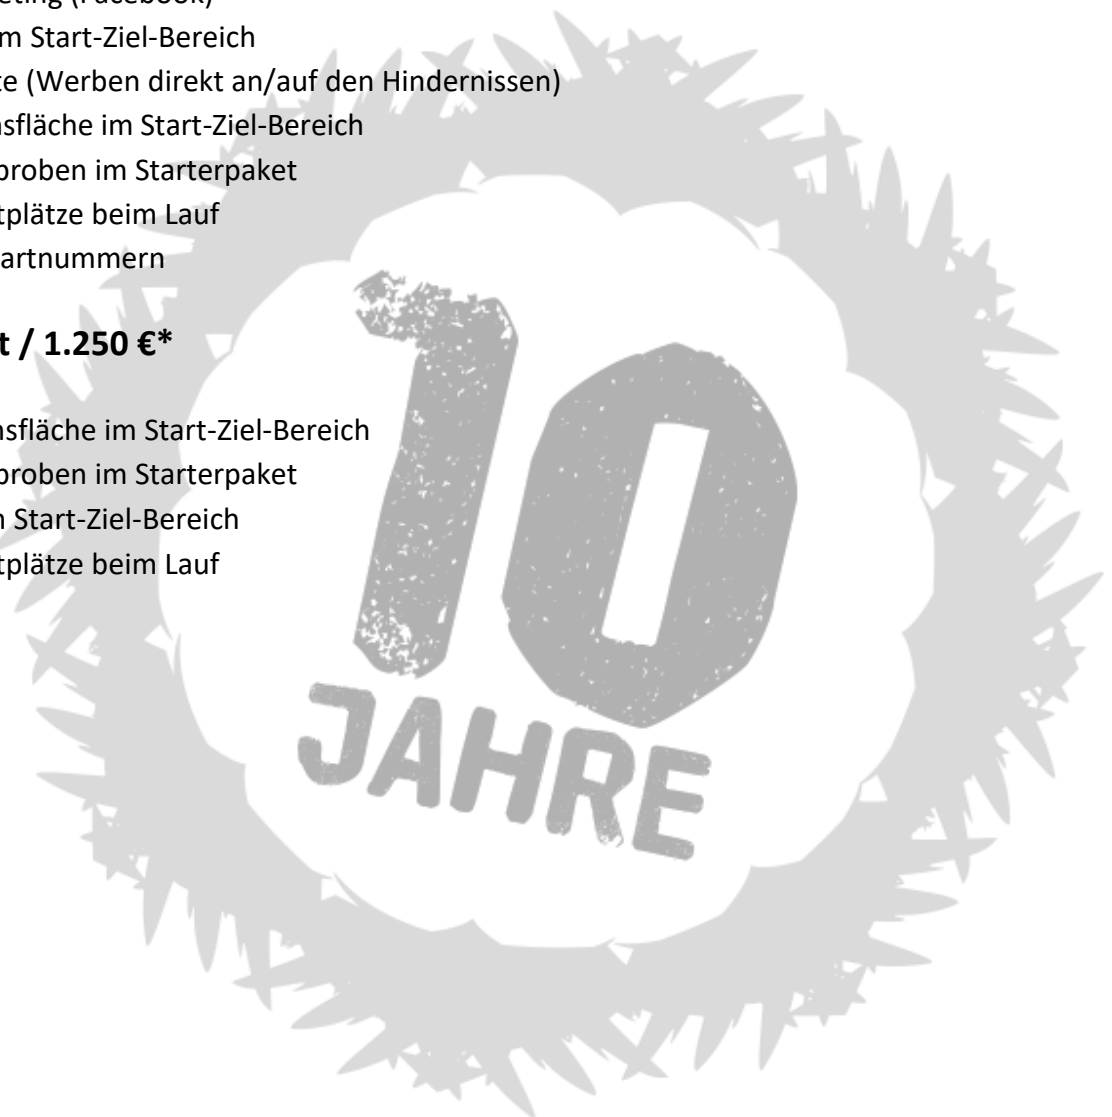 eting (Facebook)
m Start-Ziel-Bereich
te (Werben direkt an/auf den Hindernissen)
nsfläche im Start-Ziel-Bereich
proben im Starterpaket
tplätze beim Lauf
artnummern
t / 1.250 €*
nsfläche im Start-Ziel-Bereich
proben im Starterpaket
n Start-Ziel-Bereich
tplätze beim Lauf
10
JAHRE